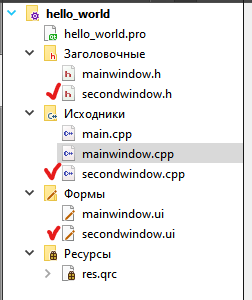 hello_world
hello_world.pro
Заголовочные
mainwindow.h
secondwindow.h
Исходники
main.cpp
mainwindow.cpp
secondwindow.cpp
Формы
mainwindow.ui
secondwindow.ui
Ресурсы
res.qrc